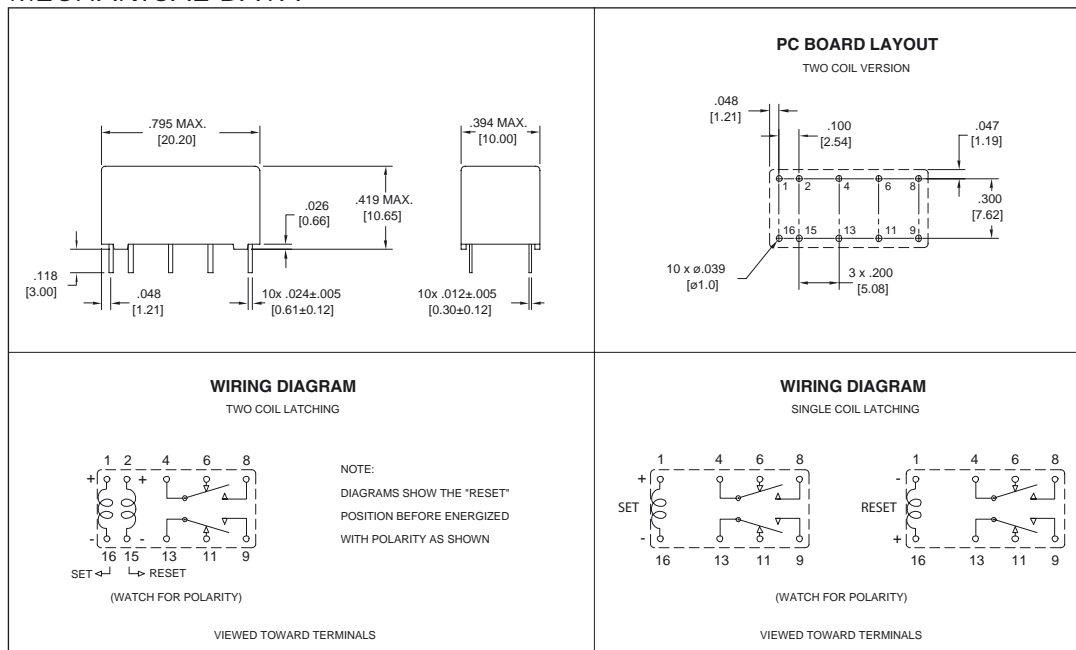 .795 MAX.
[20.20]
.394 MAX.
[10.00]
.419 MAX.
[10.65]
.026
[0.66]
.118
[3.00]
.048
[1.21]
10x .024±.005
[0.61±0.12]
10x .012±.005
[0.30±0.12]
PC BOARD LAYOUT
TWO COIL VERSION
.048
[1.21]
.100
[2.54]
.047
[1.19]
1 2 4 6 8
.300
[7.62]
16 15 13 11 9
10 x ø.039
[ø1.0]
3 x .200
[5.08]
WIRING DIAGRAM
TWO COIL LATCHING
1 2 4 6 8
+ +
- -
16 15 13 11 9
SET RESET
(WATCH FOR POLARITY)
NOTE:
DIAGRAMS SHOW THE "RESET"
POSITION BEFORE ENERGIZED
WITH POLARITY AS SHOWN
VIEWED TOWARD TERMINALS
WIRING DIAGRAM
SINGLE COIL LATCHING
1 4 6 8
+
SET
-
16 13 11 9
1 4 6 8
-
RESET
+
16 13 11 9
(WATCH FOR POLARITY)
VIEWED TOWARD TERMINALS